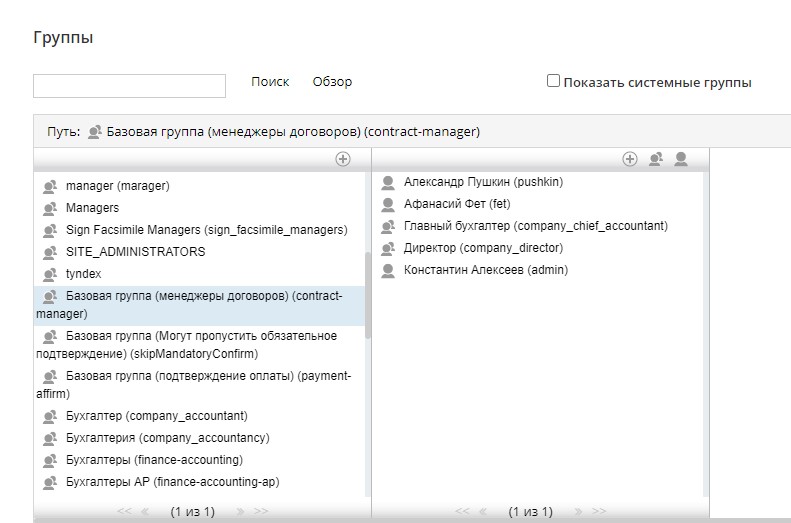 Группы
Поиск Обзор Показать системные группы
Путь: Базовая группа (менеджеры договоров) (contract-manager)
manager (marager)
Managers
Sign Facsimile Managers (sign_facsimile_managers)
SITE_ADMINISTRATORS
tyndex
Базовая группа (менеджеры договоров) (contract-
manager)
Базовая группа (Могут пропустить обязательное
подтверждение) (skipMandatoryConfirm)
Базовая группа (подтверждение оплаты) (payment-
affirm)
Бухгалтер (company_accountant)
Бухгалтерия (company_accountancy)
Бухгалтеры (finance-accounting)
Бухгалтеры AP (finance-accounting-ap)
<< < (1 из 1) > >>
Александр Пушкин (pushkin)
Афанасий Фет (fet)
Главный бухгалтер (company_chief_accountant)
Директор (company_director)
Константин Алексеев (admin)
<< < (1 из 1) > >>